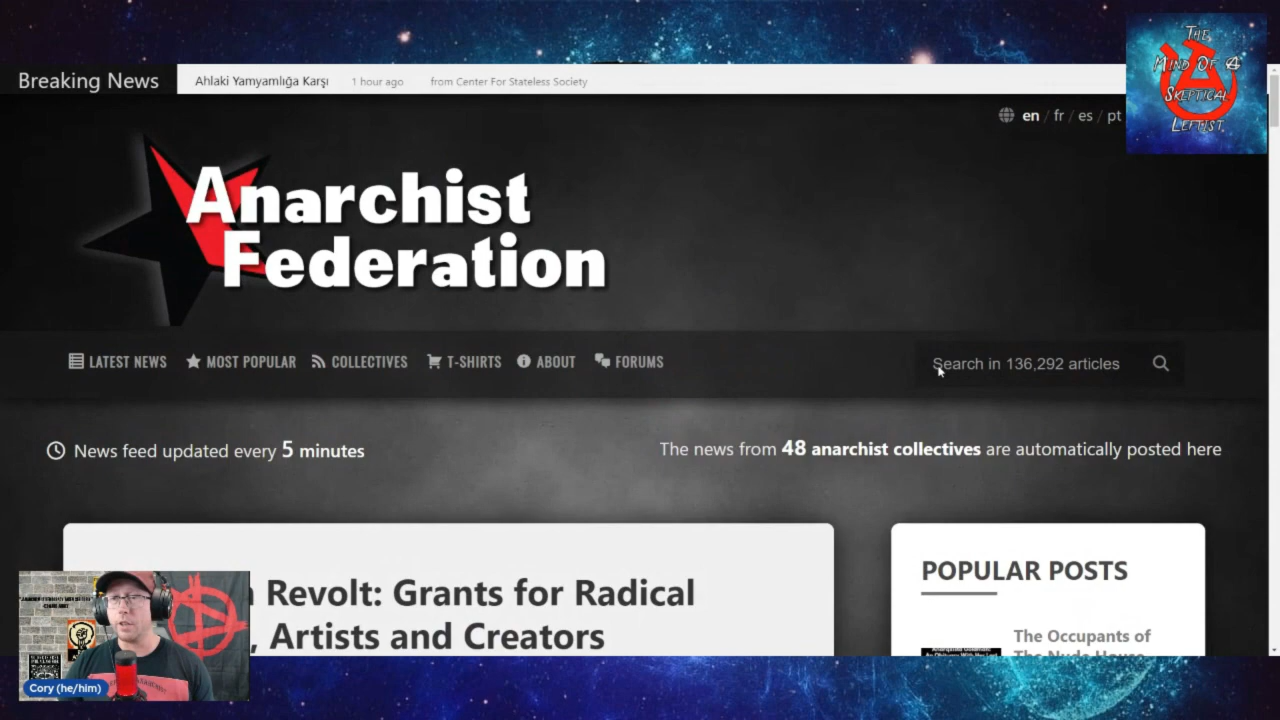 Breaking News
Ahlaki Yamyamlığa Karşı 1 hour ago from Center For Stateless Society
The
Mind Of A
Skeptical
Leftist
en / fr / es / pt
Anarchist
Federation
LATEST NEWS MOST POPULAR COLLECTIVES T-SHIRTS ABOUT FORUMS
Search in 136,292 articles
News feed updated every 5 minutes
The news from 48 anarchist collectives are automatically posted here
Revolt: Grants for Radical
, Artists and Creators
POPULAR POSTS
The Occupants of
The Nude House
Cory (he/him)